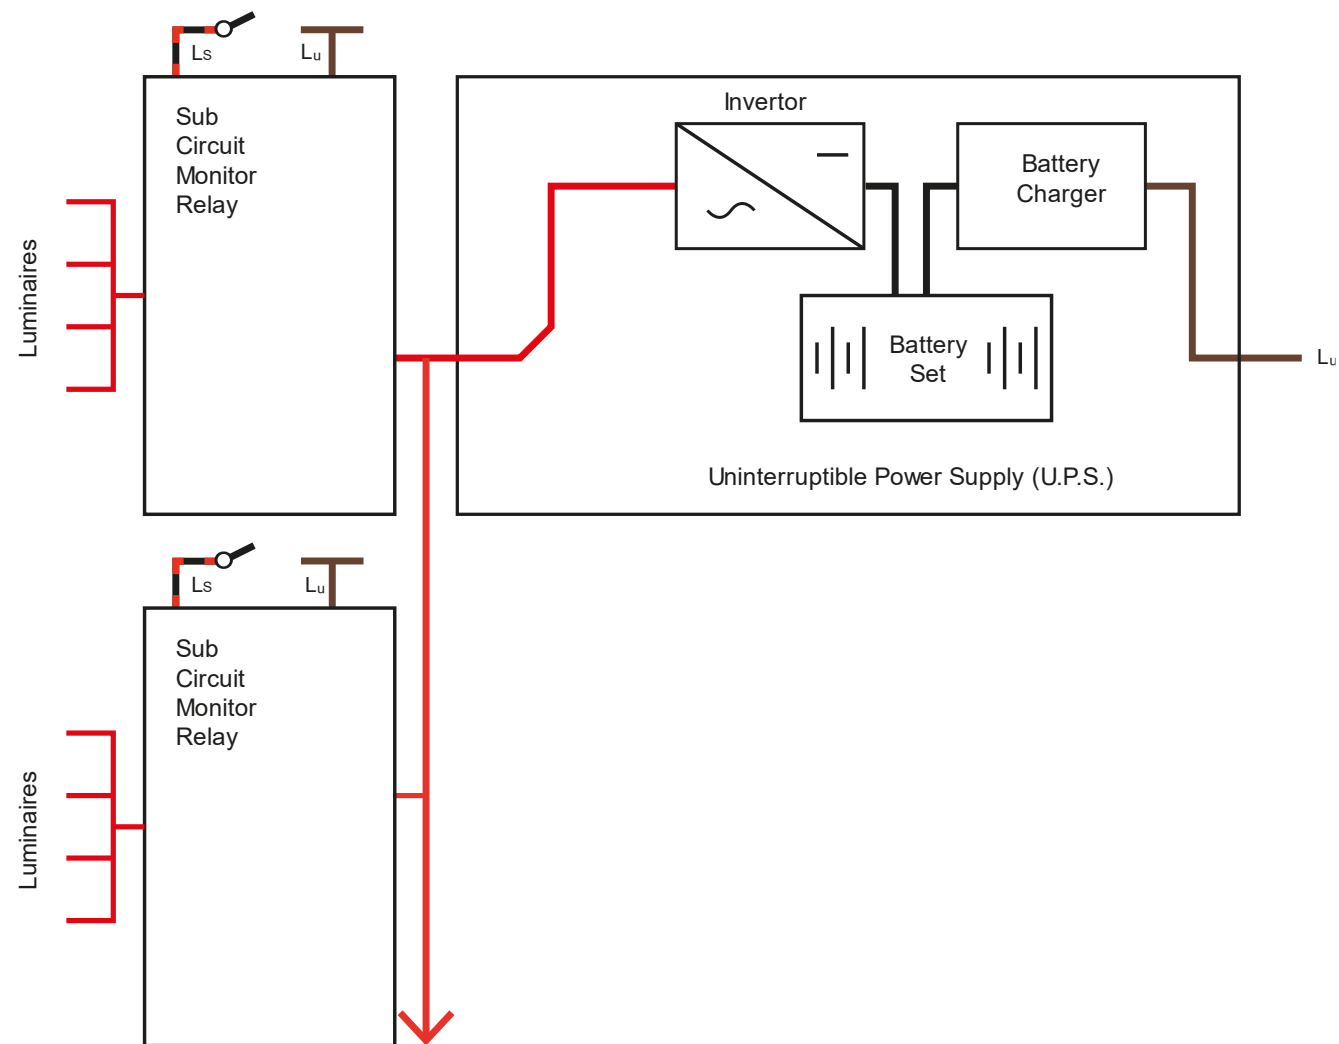 Ls
Lu
Sub
Circuit
Monitor
Relay
Luminaires
Invertor
Battery
Charger
Battery
Set
Lu
Uninterruptible Power Supply (U.P.S.)
Ls
Lu
Sub
Circuit
Monitor
Relay
Luminaires